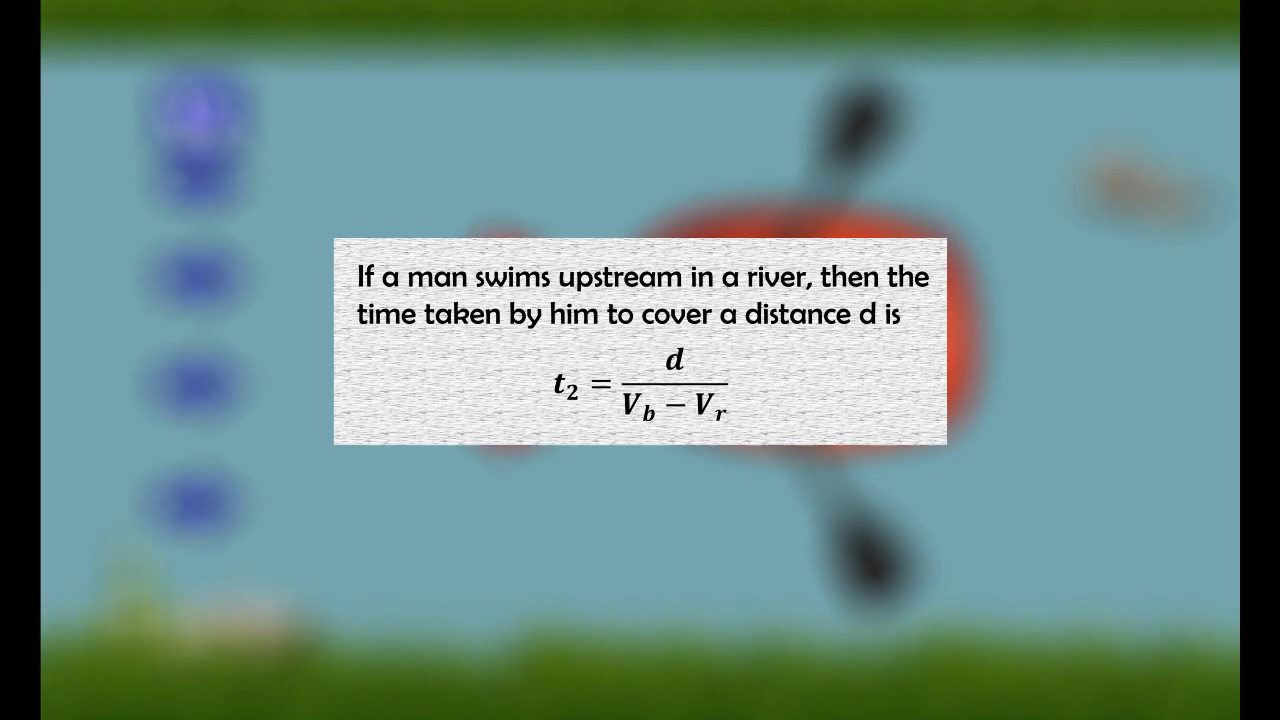 If a man swims upstream in a river, then the
time taken by him to cover a distance d is
t₂ = d / (V_b − V_r)